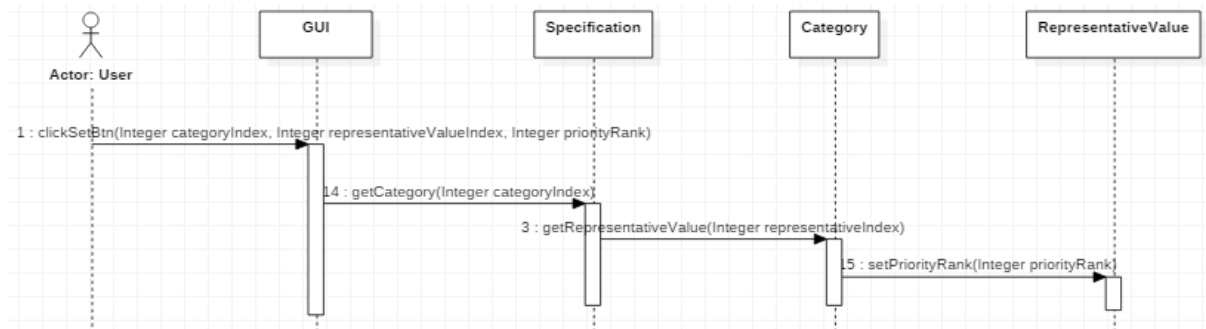 GUI
Specification
Category
RepresentativeValue
Actor: User
1 : clickSetBtn(Integer categoryIndex, Integer representativeValueIndex, Integer priorityRank)
14 : getCategory(Integer categoryIndex)
3 : getRepresentativeValue(Integer representativeIndex)
15 : setPriorityRank(Integer priorityRank)